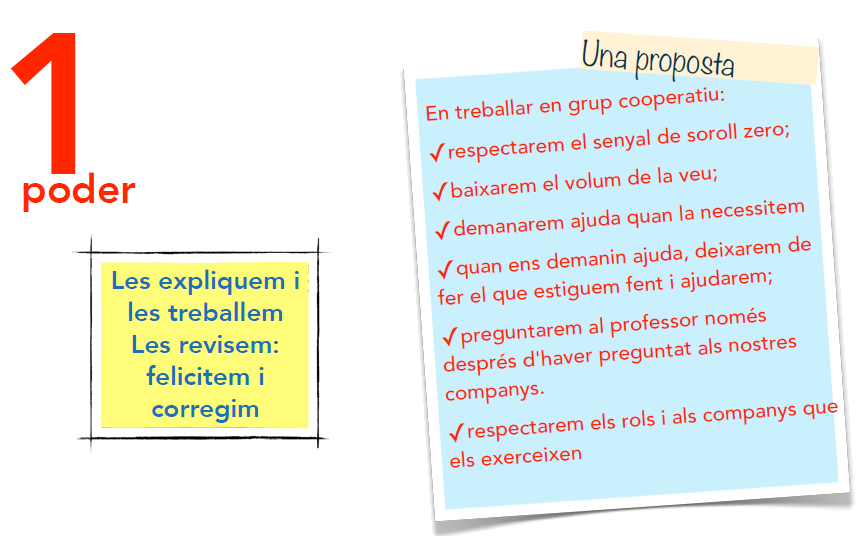 1
poder
Les expliquem i
les treballem
Les revisem:
felicitem i
corregim
Una proposta
En treballar en grup cooperatiu:
✓respectarem el senyal de soroll zero;
✓baixarem el volum de la veu;
✓demanarem ajuda quan la necessitem
✓quan ens demanin ajuda, deixarem de
fer el que estiguem fent i ajudarem;
✓preguntarem al professor només
després d'haver preguntat als nostres
companys.
✓respectarem els rols i als companys que
els exerceixen